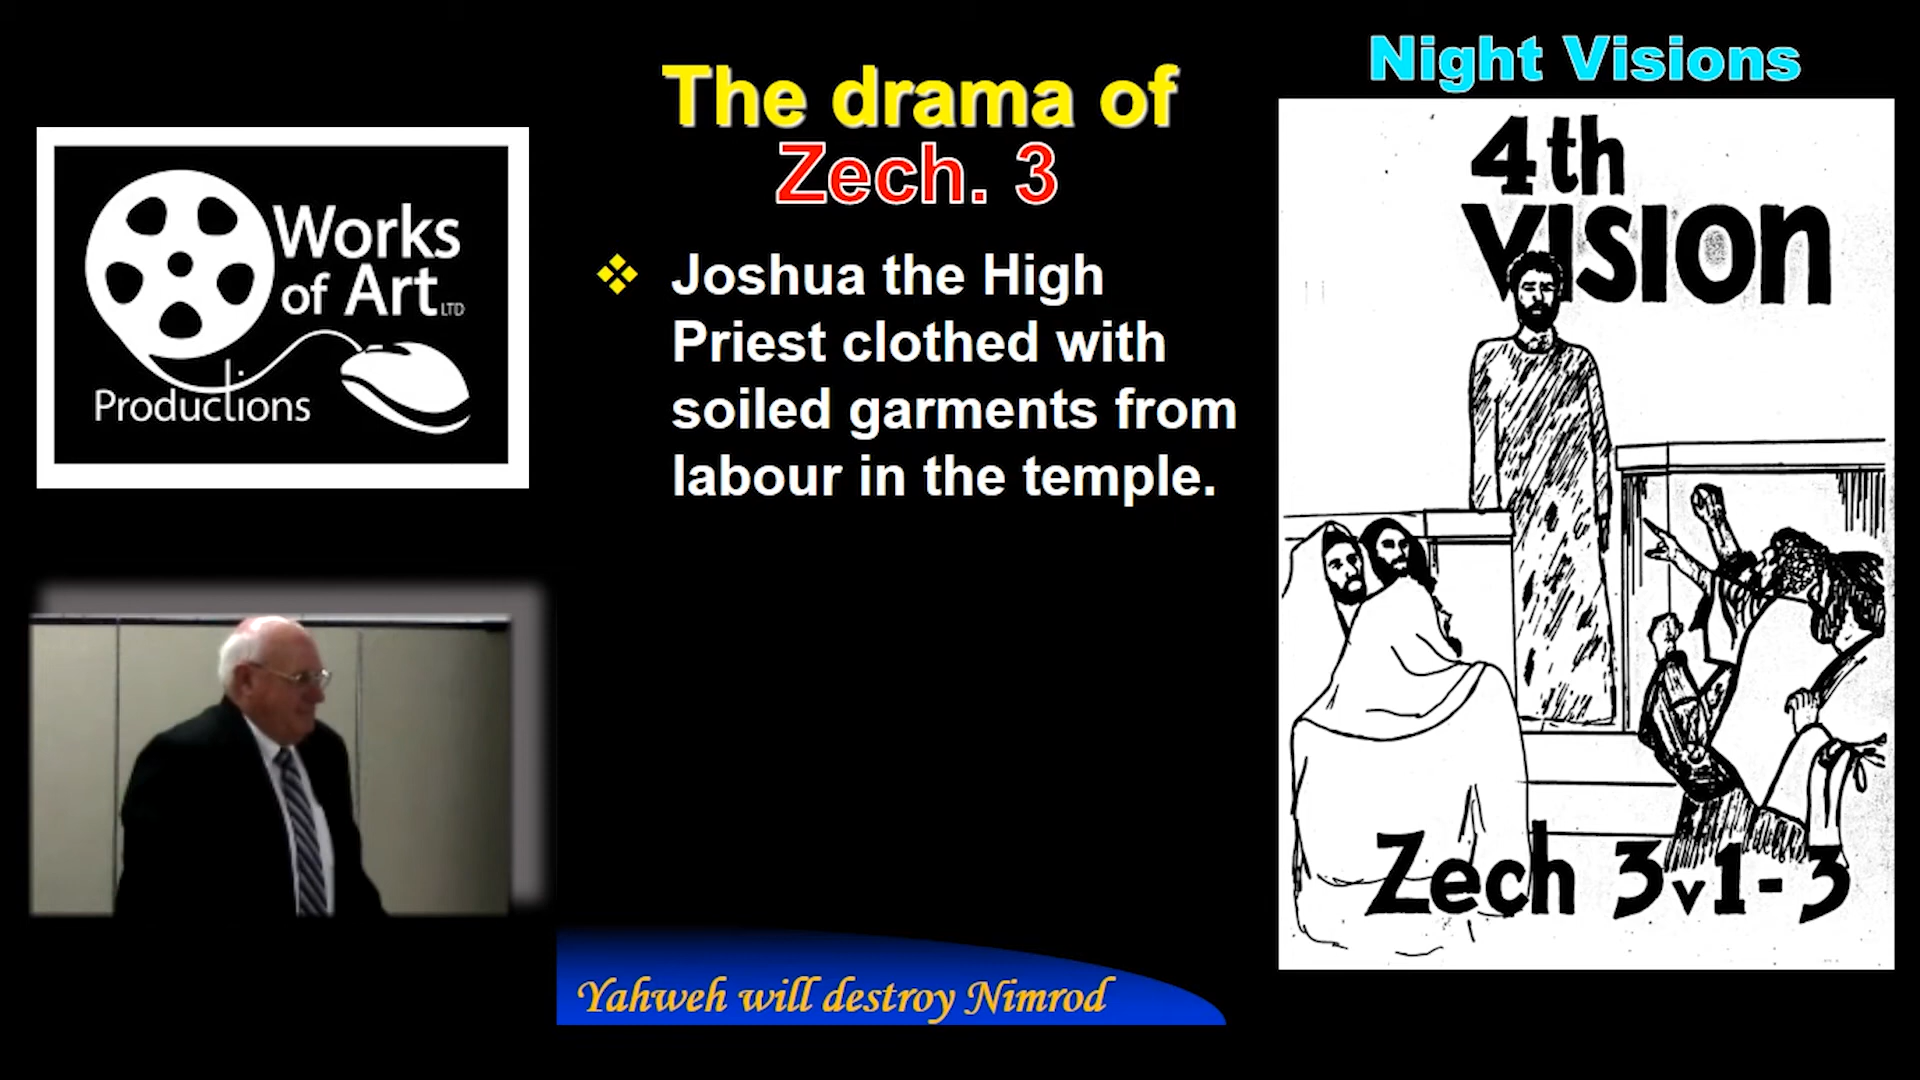 Works
of Art LTD
Productions
The drama of
Zech. 3
❖ Joshua the High
Priest clothed with
soiled garments from
labour in the temple.
Yahweh will destroy Nimrod
Night Visions
4th
VISION
Zech 3v1-3